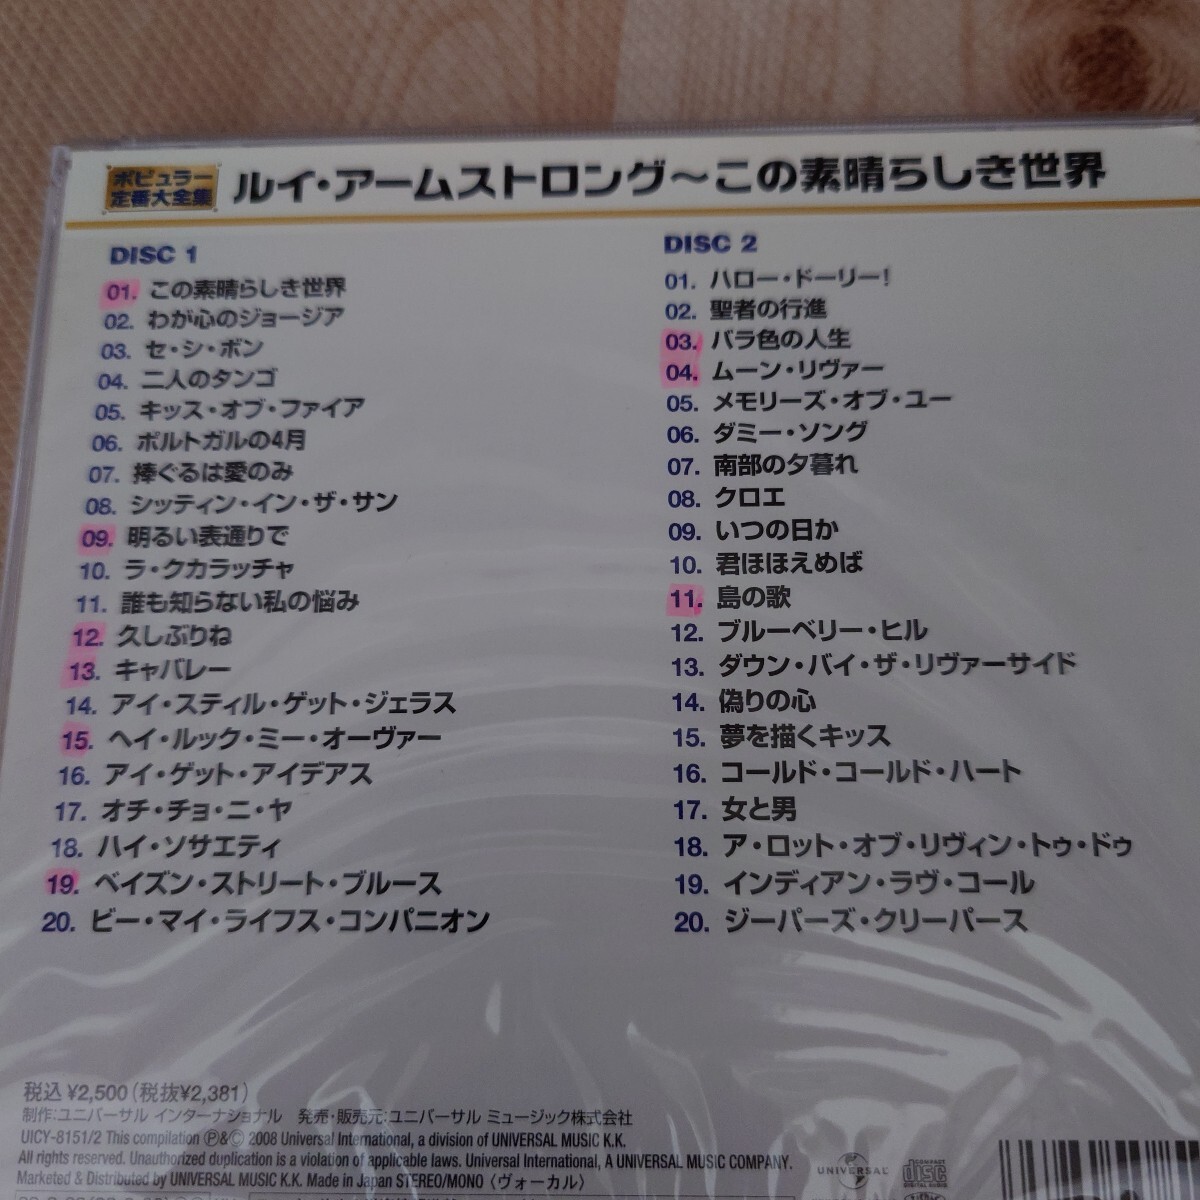 ポピュラー
定番大全集
ルイ・アームストロング〜この素晴らしき世界
DISC 1
01. この素晴らしき世界
02. わが心のジョージア
03. セ・シ・ボン
04. 二人のタンゴ
05. キッス・オブ・ファイア
06. ポルトガルの4月
07. 捧ぐるは愛のみ
08. シッティン・イン・ザ・サン
09. 明るい表通りで
10. ラ・クカラッチャ
11. 誰も知らない私の悩み
12. 久しぶりね
13. キャバレー
14. アイ・スティル・ゲット・ジェラス
15. ヘイ・ルック・ミー・オーヴァー
16. アイ・ゲット・アイデアス
17. オチ・チョ・ニ・ヤ
18. ハイ・ソサエティ
19. ベイズン・ストリート・ブルース
20. ビー・マイ・ライフス・コンパニオン
DISC 2
01. ハロー・ドーリー!
02. 聖者の行進
03. バラ色の人生
04. ムーン・リヴァー
05. メモリーズ・オブ・ユー
06. ダミー・ソング
07. 南部の夕暮れ
08. クロエ
09. いつの日か
10. 君ほほえめば
11. 島の歌
12. ブルーベリー・ヒル
13. ダウン・バイ・ザ・リヴァーサイド
14. 偽りの心
15. 夢を描くキッス
16. コールド・コールド・ハート
17. 女と男
18. ア・ロット・オブ・リヴィン・トゥ・ドゥ
19. インディアン・ラヴ・コール
20. ジーパーズ・クリーパース
税込 ¥2,500(税抜¥2,381)
制作:ユニバーサル インターナショナル 発売・販売元:ユニバーサル ミュージック株式会社
UICY-8151/2 This compilation Ⓟ&© 2008 Universal International, a division of UNIVERSAL MUSIC K.K.
All rights reserved. Unauthorized duplication is a violation of applicable laws. Universal International, A UNIVERSAL MUSIC COMPANY.
Marketed & Distributed by UNIVERSAL MUSIC K.K. Made in Japan STEREO/MONO〈ヴォーカル〉
UNIVERSAL
COMPACT
disc
DIGITAL AUDIO